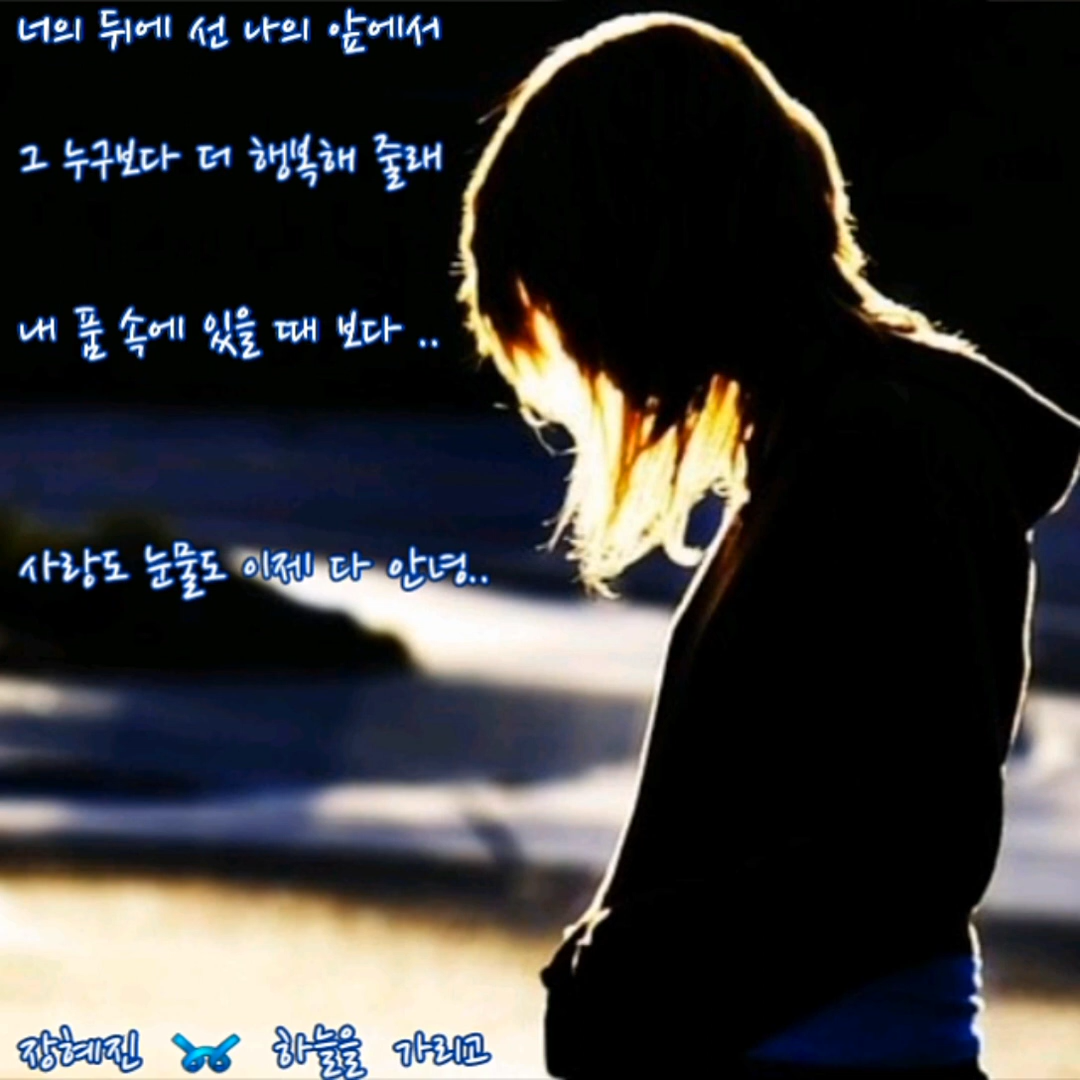 너의 뒤에 선 나의 앞에서
그 누구보다 더 행복해 줄래
내 품 속에 있을 때 보다 ..
사랑도 눈물도 이제 다 안녕..
장혜진 하늘을 가리고